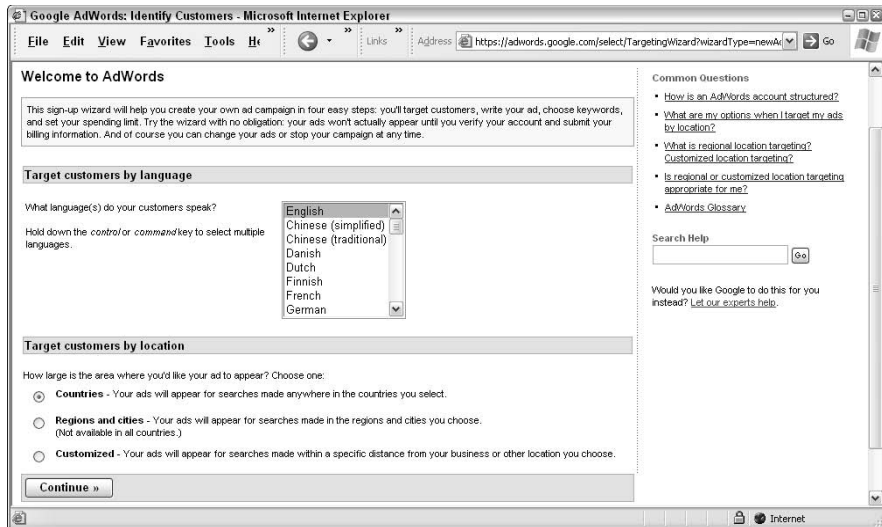 Google AdWords: Identify Customers - Microsoft Internet Explorer
File Edit View Favorites Tools He » » Links » Address https://adwords.google.com/select/TargetingWizard?wizardType=newAc Go
Welcome to AdWords
This sign-up wizard will help you create your own ad campaign in four easy steps: you'll target customers, write your ad, choose keywords,
and set your spending limit. Try the wizard with no obligation: your ads won't actually appear until you verify your account and submit your
billing information. And of course you can change your ads or stop your campaign at any time.
Target customers by language
What language(s) do your customers speak?
Hold down the control or command key to select multiple
languages.
English
Chinese (simplified)
Chinese (traditional)
Danish
Dutch
Finnish
French
German
Target customers by location
How large is the area where you'd like your ad to appear? Choose one:
Countries - Your ads will appear for searches made anywhere in the countries you select.
Regions and cities - Your ads will appear for searches made in the regions and cities you choose.
(Not available in all countries.)
Customized - Your ads will appear for searches made within a specific distance from your business or other location you choose.
Continue »
Common Questions
How is an AdWords account structured?
What are my options when I target my ads
by location?
What is regional location targeting?
Customized location targeting?
Is regional or customized location targeting
appropriate for me?
AdWords Glossary
Search Help
Go
Would you like Google to do this for you
instead? Let our experts help.
Internet